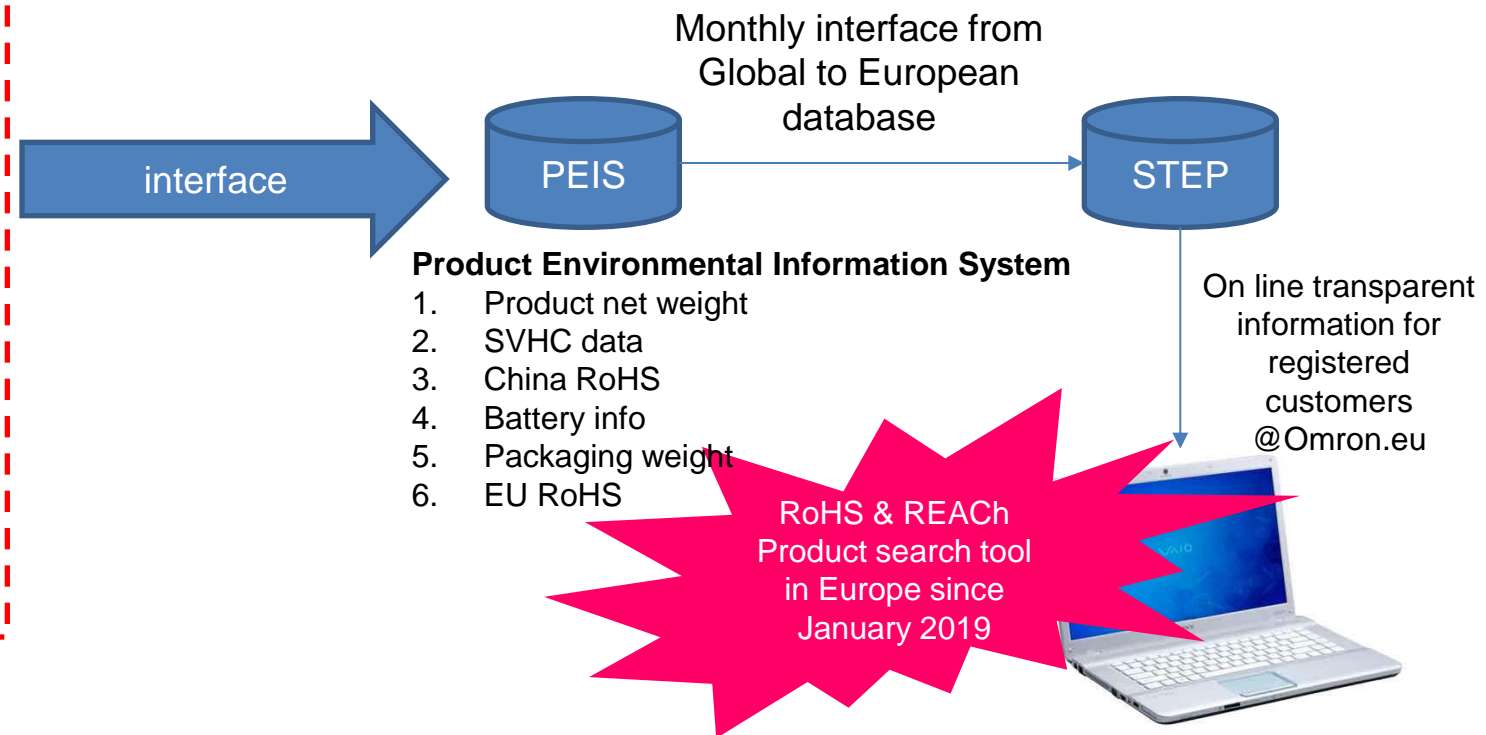 Monthly interface from
Global to European
database
interface
PEIS
STEP
Product Environmental Information System
1. Product net weight
2. SVHC data
3. China RoHS
4. Battery info
5. Packaging weight
6. EU RoHS
On line transparent
information for
registered
customers
@Omron.eu
RoHS & REACh
Product search tool
in Europe since
January 2019
VAIO